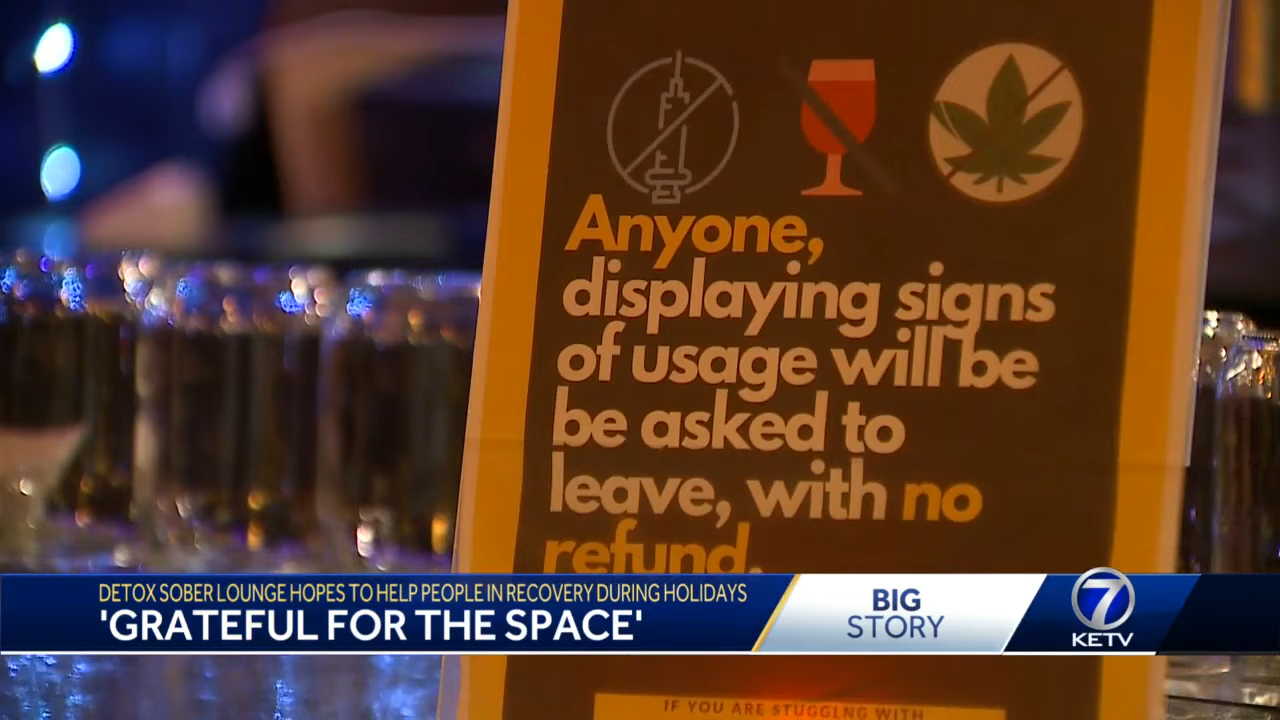 Anyone,
displaying signs
of usage will be
be asked to
leave, with no
refund.
DETOX SOBER LOUNGE HOPES TO HELP PEOPLE IN RECOVERY DURING HOLIDAYS
'GRATEFUL FOR THE SPACE'
BIG
STORY
7
KETV
IF YOU ARE STUGGLNG WITH